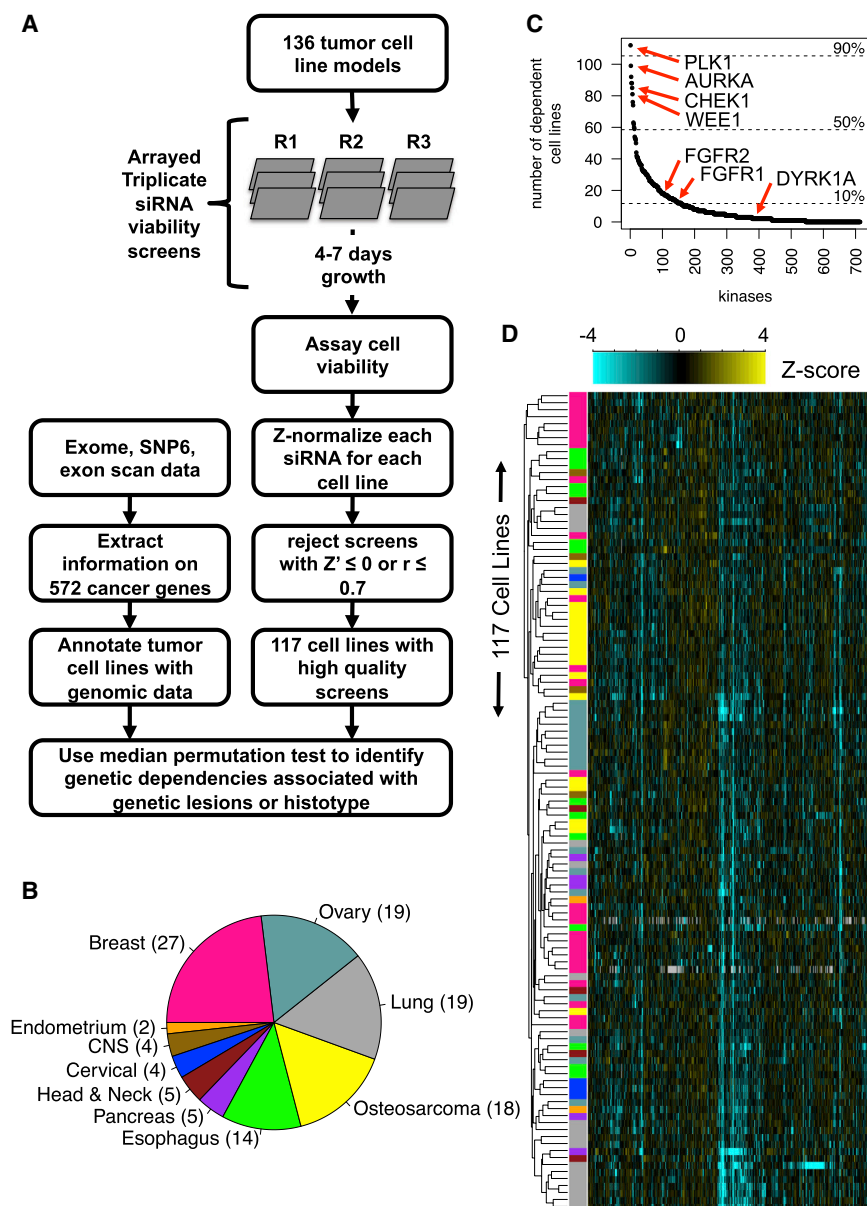 A
136 tumor cell
line models
Arrayed
Triplicate
siRNA
viability
screens
R1 R2 R3
4-7 days
growth
Assay cell
viability
Exome, SNP6,
exon scan data
Z-normalize each
siRNA for each
cell line
Extract
information on
572 cancer genes
reject screens
with Z' ≤ 0 or r ≤
0.7
Annotate tumor
cell lines with
genomic data
117 cell lines with
high quality
screens
Use median permutation test to identify
genetic dependencies associated with
genetic lesions or histotype
B
Ovary (19)
Breast (27)
Lung (19)
Endometrium (2)
CNS (4)
Cervical (4)
Head & Neck (5)
Pancreas (5)
Esophagus (14)
Osteosarcoma (18)
C
number of dependent
cell lines
100
80
60
40
20
0
PLK1
AURKA
CHEK1
WEE1
FGFR2
FGFR1
DYRK1A
90%
50%
10%
0 100 200 300 400 500 600 700
kinases
D
-4 0 4
Z-score
117 Cell Lines